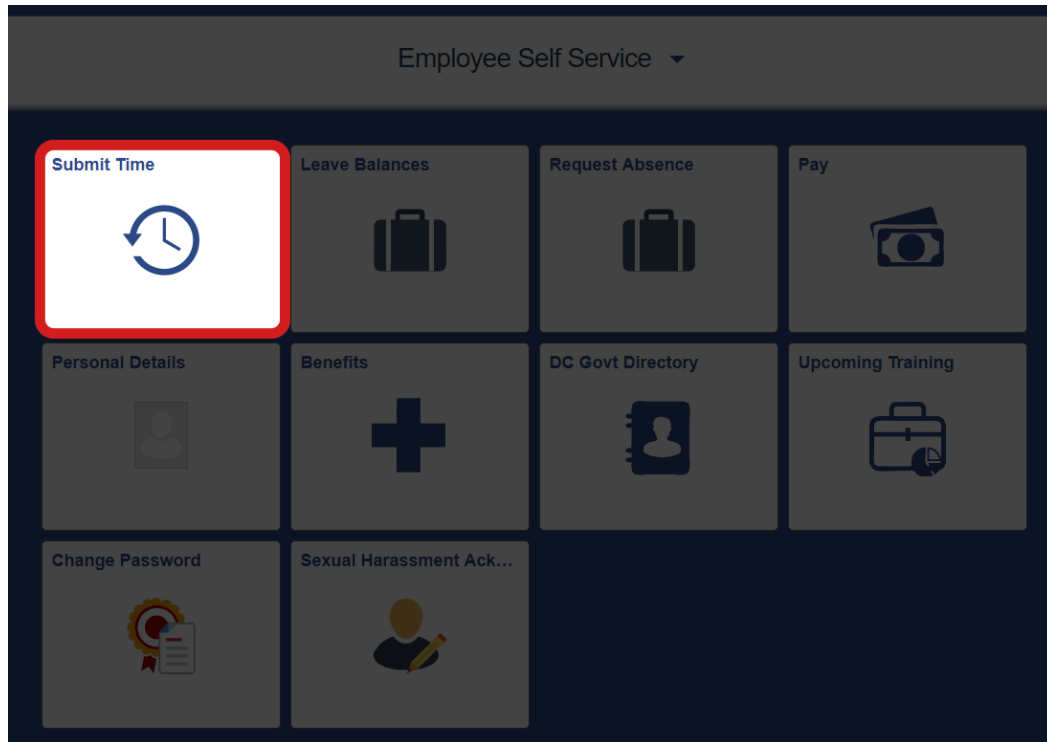 Employee Self Service
Submit Time
Leave Balances
Request Absence
Pay
Personal Details
Benefits
DC Govt Directory
Upcoming Training
Change Password
Sexual Harassment Ack...